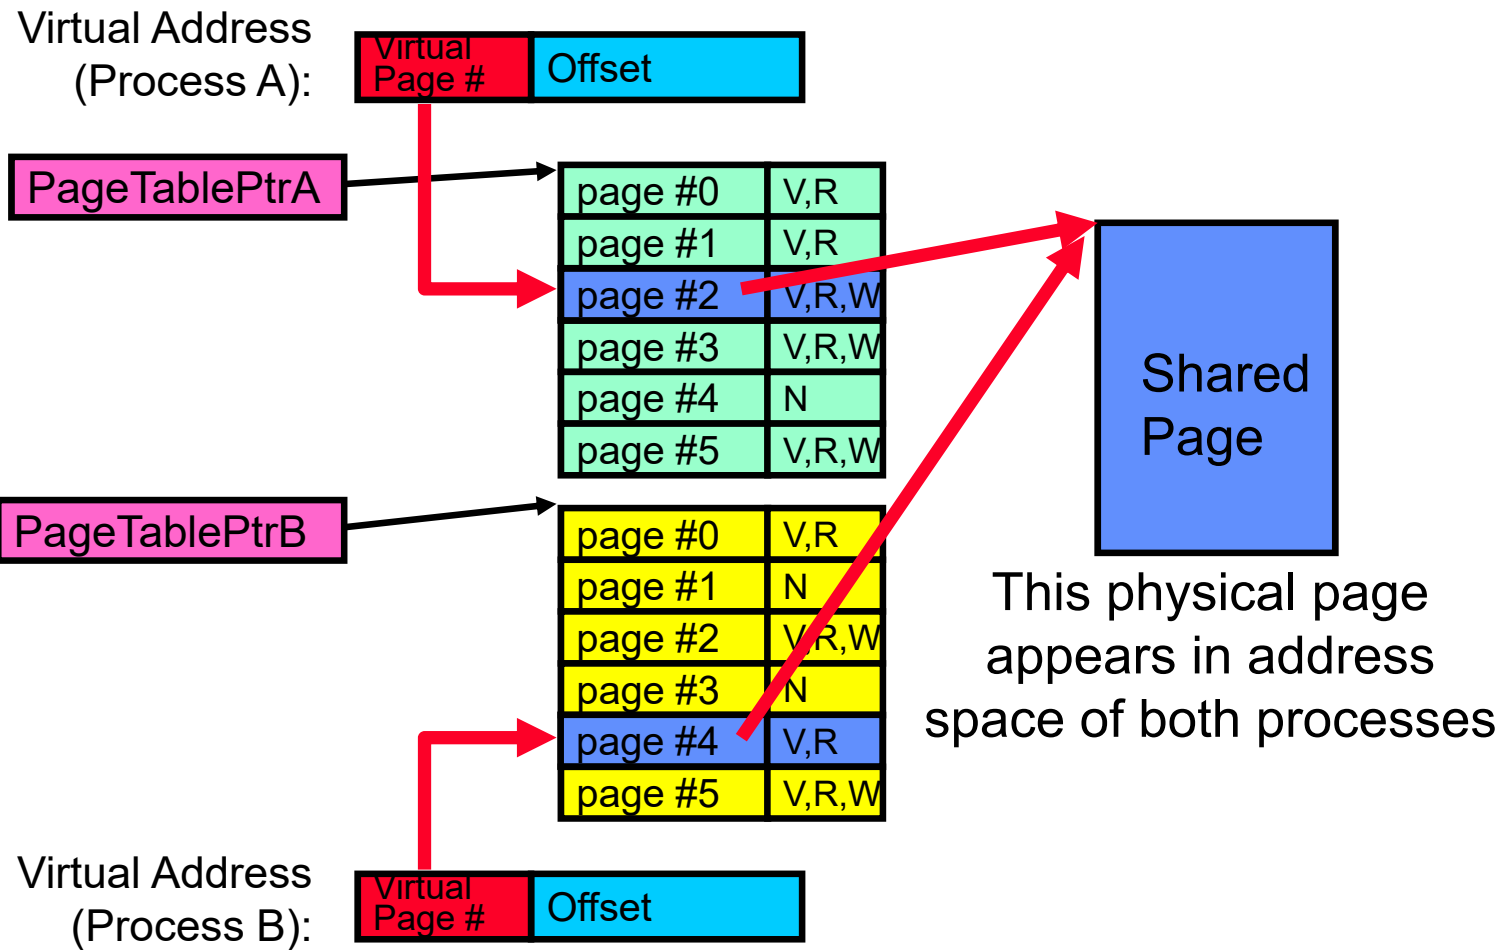 Virtual Address
(Process A):
Virtual
Page #
Offset
PageTablePtrA
page #0 V,R
page #1 V,R
page #2 V,R,W
page #3 V,R,W
page #4 N
page #5 V,R,W
Shared
Page
This physical page
appears in address
space of both processes
PageTablePtrB
page #0 V,R
page #1 N
page #2 V,R,W
page #3 N
page #4 V,R
page #5 V,R,W
Virtual Address
(Process B):
Virtual
Page #
Offset